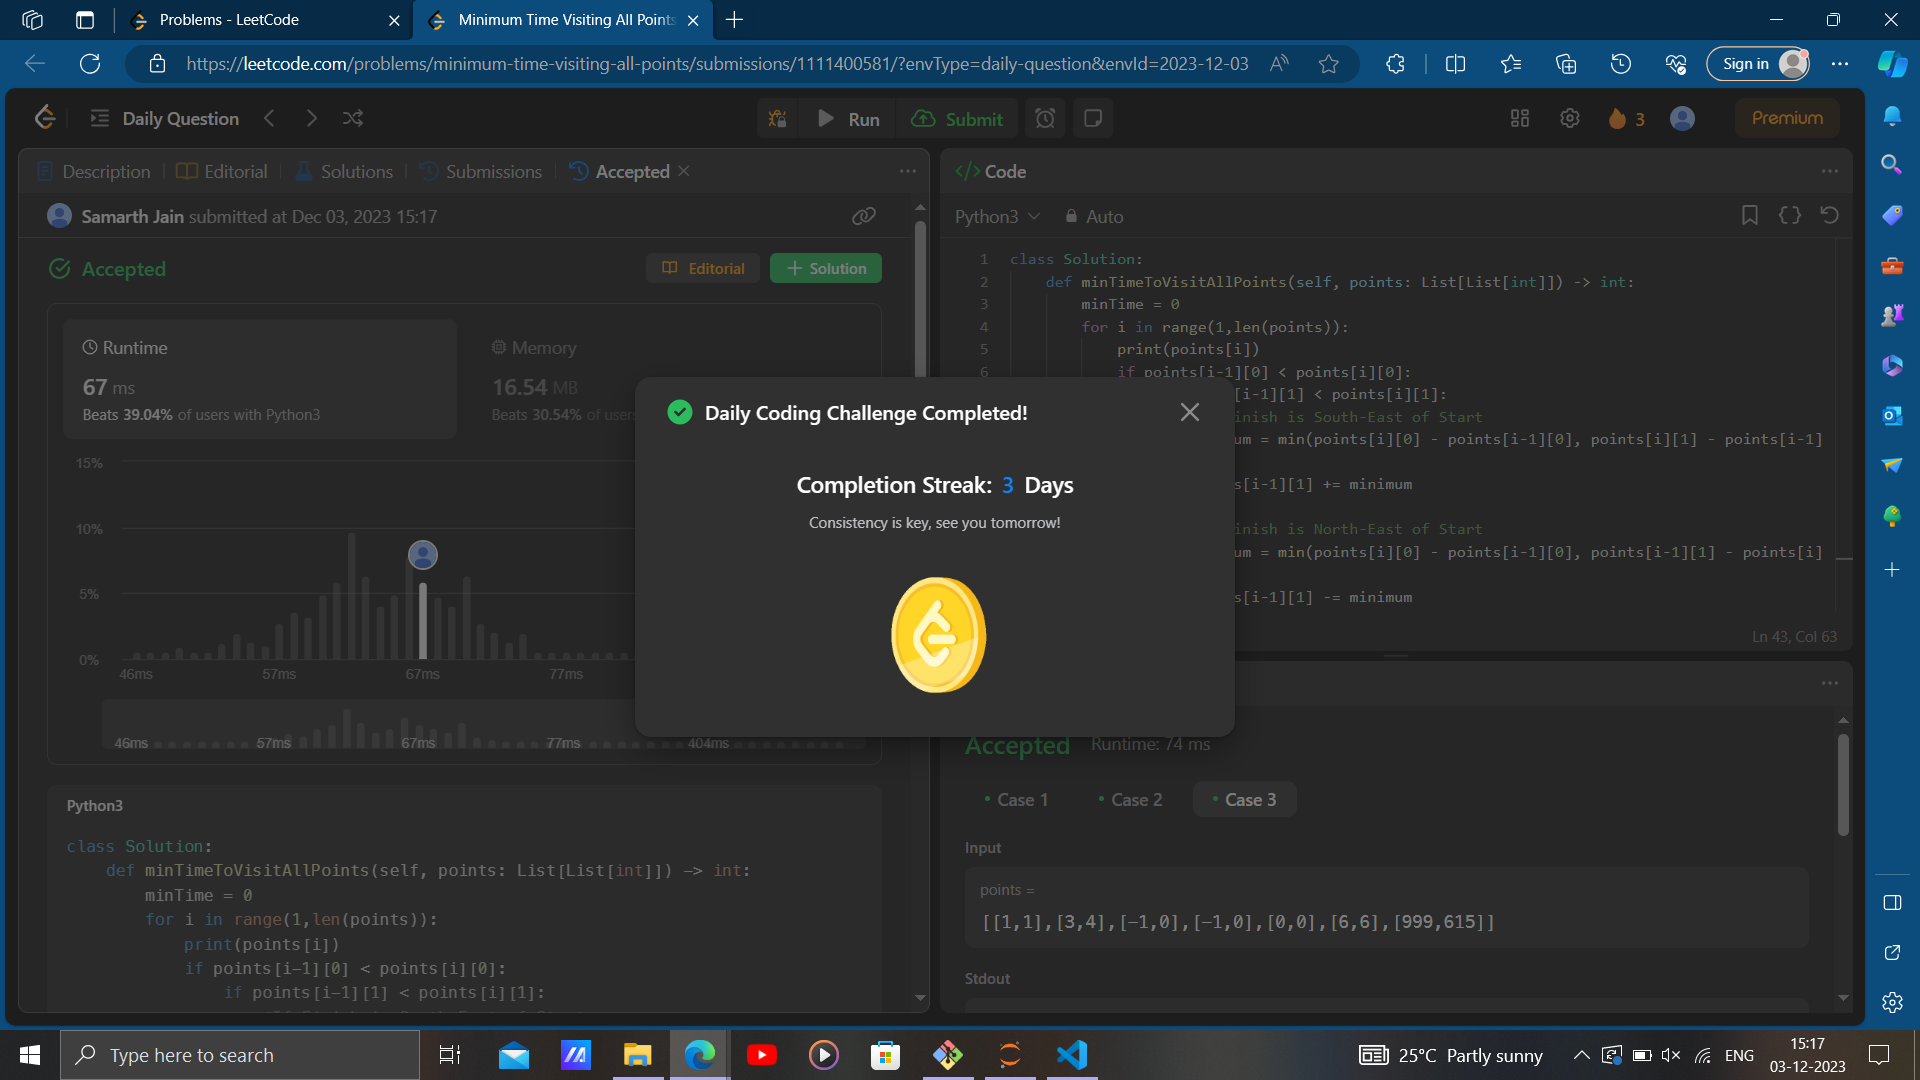 Problems - LeetCode
Minimum Time Visiting All Points
https://leetcode.com/problems/minimum-time-visiting-all-points/submissions/1111400581/?envType=daily-question&envId=2023-12-03
Sign in
Daily Question
Run
Submit
3
Premium
Description
Editorial
Solutions
Submissions
Accepted
Samarth Jain submitted at Dec 03, 2023 15:17
Accepted
Editorial
Solution
Runtime
67 ms
Beats 39.04% of users with Python3
Memory
16.54 MB
Beats 30.54% of users
15%
10%
5%
0%
46ms 57ms 67ms 77ms
46ms 57ms 67ms 77ms 404ms
Python3
class Solution:
def minTimeToVisitAllPoints(self, points: List[List[int]]) -> int:
minTime = 0
for i in range(1,len(points)):
print(points[i])
if points[i-1][0] < points[i][0]:
if points[i-1][1] < points[i][1]:
Daily Coding Challenge Completed!
Completion Streak: 3 Days
Consistency is key, see you tomorrow!
</> Code
Python3
Auto
1 class Solution:
2 def minTimeToVisitAllPoints(self, points: List[List[int]]) -> int:
3 minTime = 0
4 for i in range(1,len(points)):
5 print(points[i])
6 if points[i-1][0] < points[i][0]:
[i-1][1] < points[i][1]:
inish is South-East of Start
um = min(points[i][0] - points[i-1][0], points[i][1] - points[i-1]
s[i-1][1] += minimum
inish is North-East of Start
um = min(points[i][0] - points[i-1][0], points[i-1][1] - points[i]
s[i-1][1] -= minimum
Ln 43, Col 63
Accepted
Runtime: 74 ms
Case 1
Case 2
Case 3
Input
points =
[[1,1],[3,4],[-1,0],[-1,0],[0,0],[6,6],[999,615]]
Stdout
Type here to search
25°C Partly sunny
ENG
15:17
03-12-2023